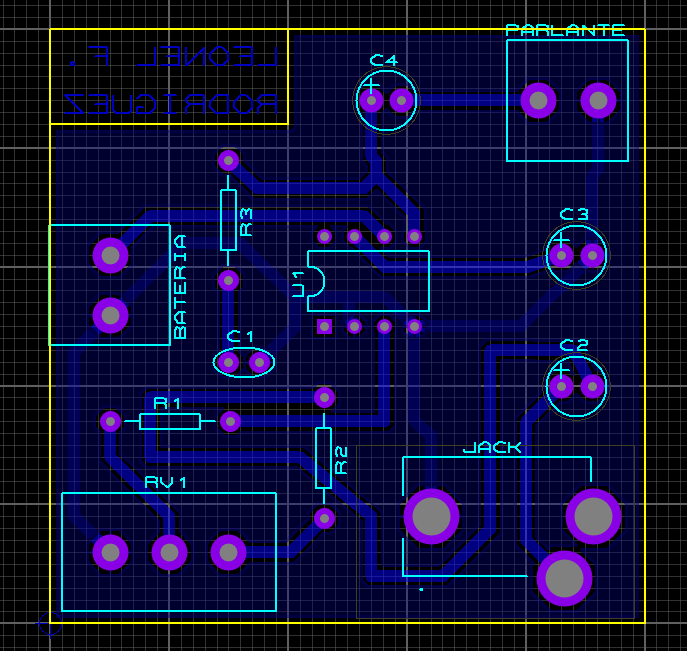 PARLANTE
LEONEL F.
RODRIGUEZ
C4
R3
C3
BATERIA
U1
C1
C2
R1
R2
JACK
RV1